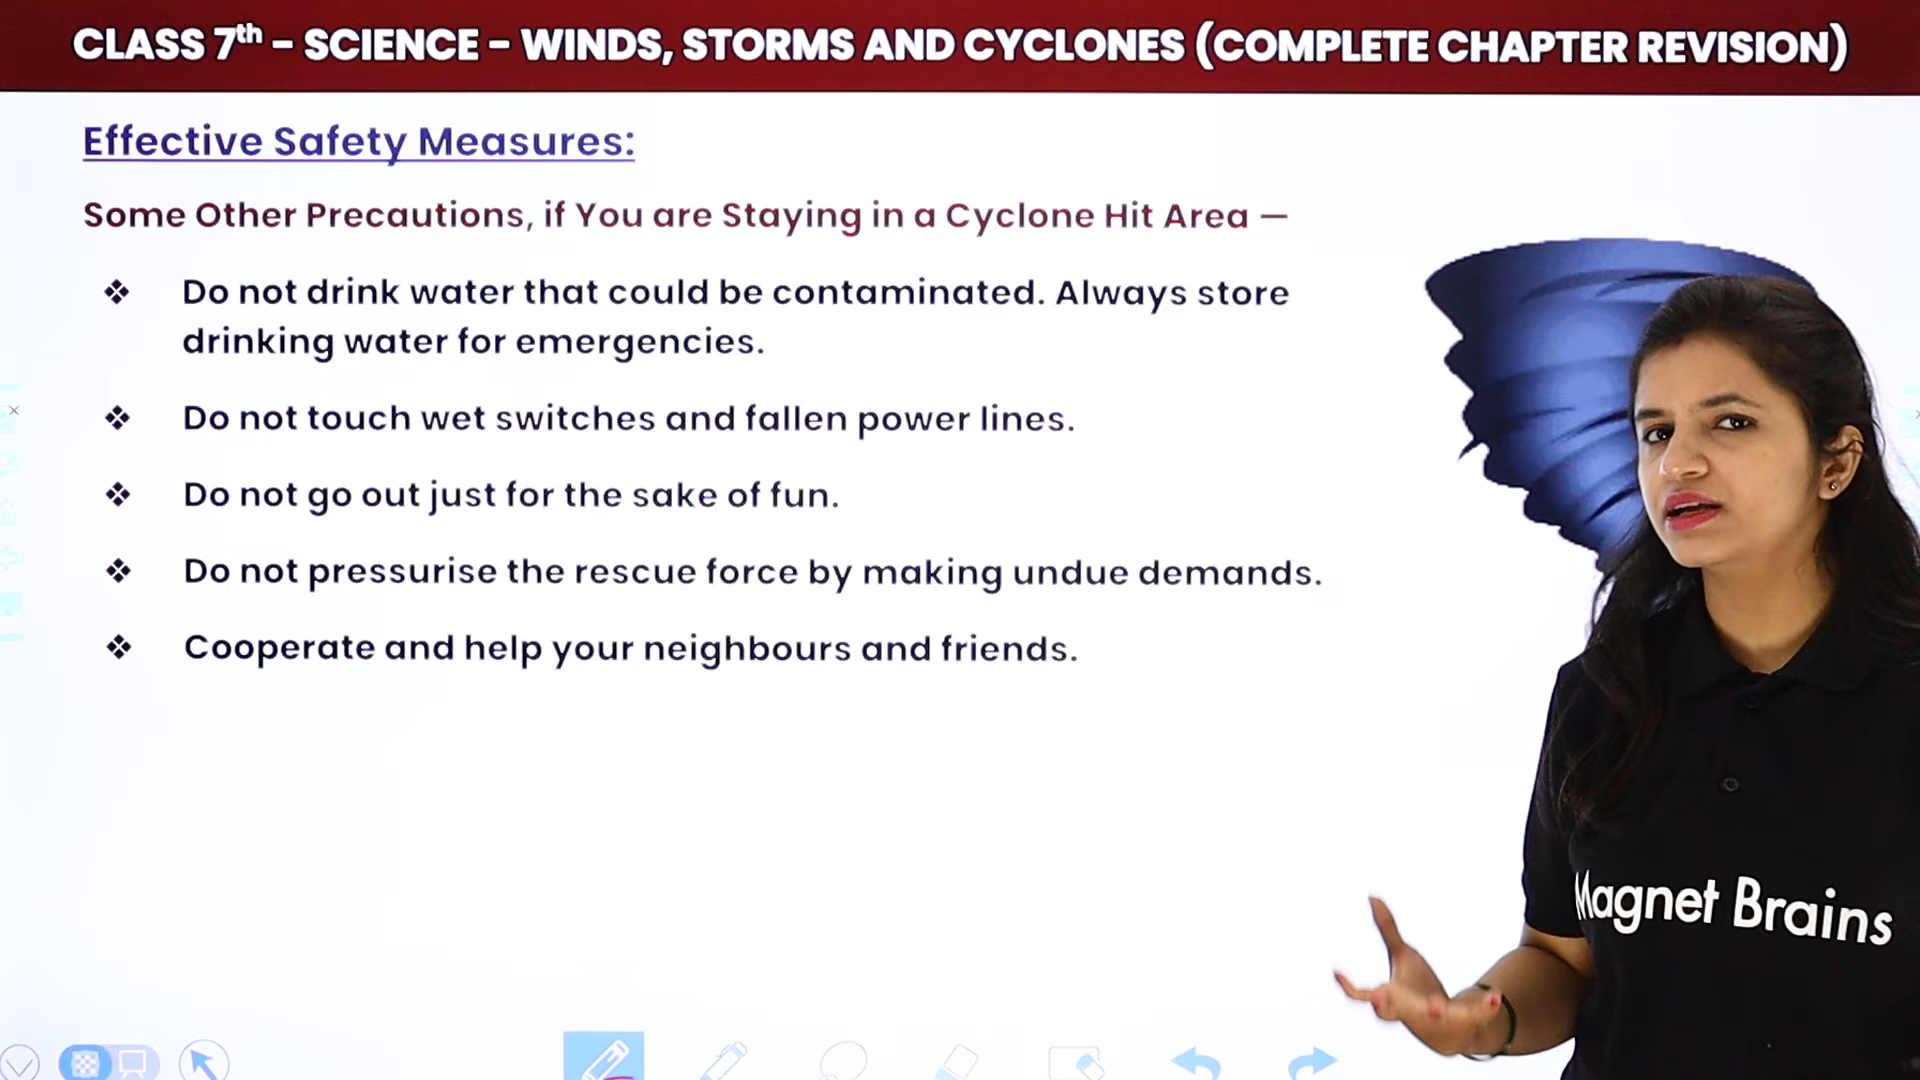 CLASS 7th – SCIENCE – WINDS, STORMS AND CYCLONES (COMPLETE CHAPTER REVISION)
Effective Safety Measures:
Some Other Precautions, if You are Staying in a Cyclone Hit Area —
❖ Do not drink water that could be contaminated. Always store
drinking water for emergencies.
❖ Do not touch wet switches and fallen power lines.
❖ Do not go out just for the sake of fun.
❖ Do not pressurise the rescue force by making undue demands.
❖ Cooperate and help your neighbours and friends.
Magnet Brains